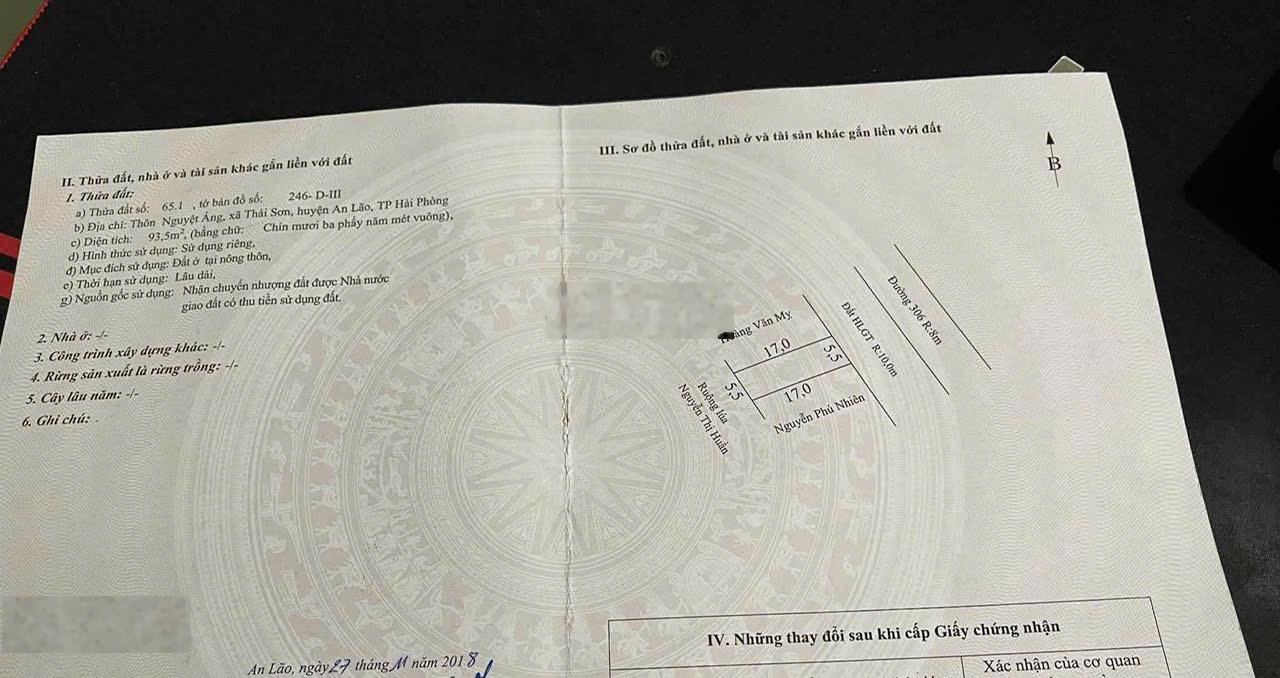 II. Thửa đất, nhà ở và tài sản khác gắn liền với đất
1. Thửa đất:
a) Thửa đất số: 65.1 , tờ bản đồ số: 246- D-III
b) Địa chỉ: Thôn Nguyệt Áng, xã Thái Sơn, huyện An Lão, TP Hải Phòng
c) Diện tích: 93,5m², (bằng chữ: Chín mươi ba phẩy năm mét vuông),
d) Hình thức sử dụng: Sử dụng riêng,
đ) Mục đích sử dụng: Đất ở tại nông thôn,
e) Thời hạn sử dụng: Lâu dài,
g) Nguồn gốc sử dụng: Nhận chuyển nhượng đất được Nhà nước
giao đất có thu tiền sử dụng đất.
2. Nhà ở: -/-
3. Công trình xây dựng khác: -/-
4. Rừng sản xuất là rừng trồng: -/-
5. Cây lâu năm: -/-
6. Ghi chú: .
An Lão, ngày 27 tháng 11 năm 2018
III. Sơ đồ thửa đất, nhà ở và tài sản khác gắn liền với đất
B
Đường 306 R:8m
Đất HLGT R:10,0m
Văn My
17,0
5,5
5,5
17,0
Ruộng lúa
Nguyễn Thị Huần
Nguyễn Phú Nhiên
IV. Những thay đổi sau khi cấp Giấy chứng nhận
Xác nhận của cơ quan